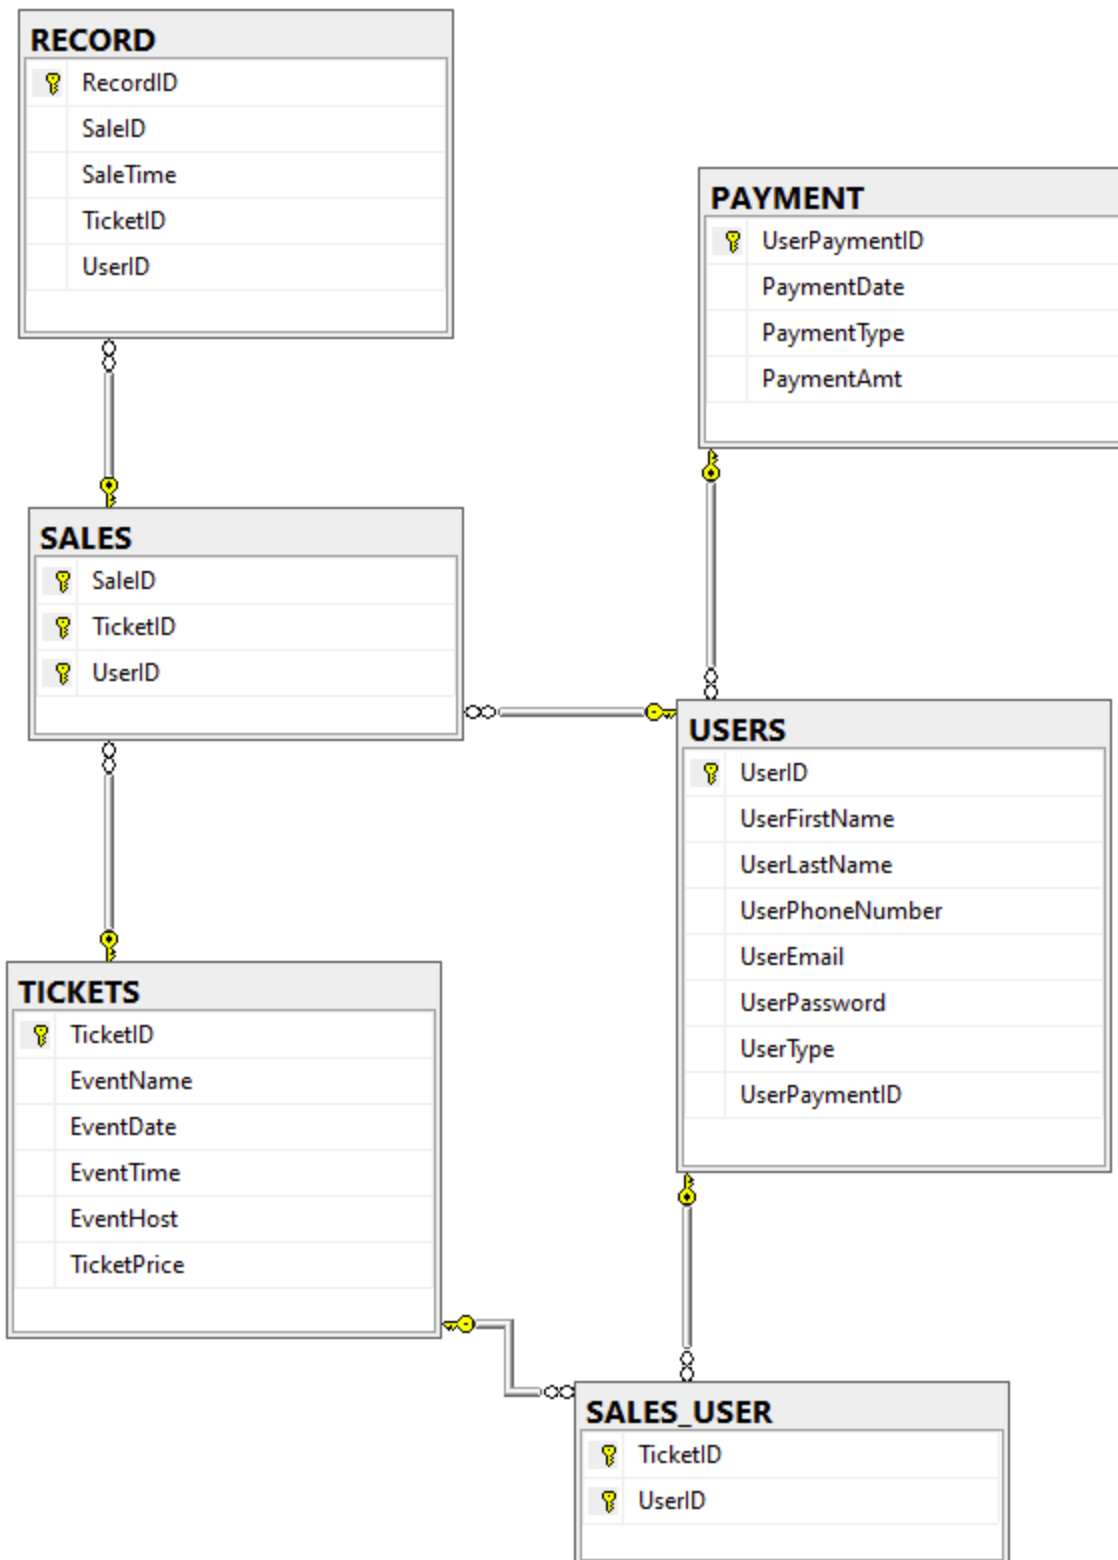 RECORD
RecordID
SaleID
SaleTime
TicketID
UserID
PAYMENT
UserPaymentID
PaymentDate
PaymentType
PaymentAmt
SALES
SaleID
TicketID
UserID
USERS
UserID
UserFirstName
UserLastName
UserPhoneNumber
UserEmail
UserPassword
UserType
UserPaymentID
TICKETS
TicketID
EventName
EventDate
EventTime
EventHost
TicketPrice
SALES_USER
TicketID
UserID